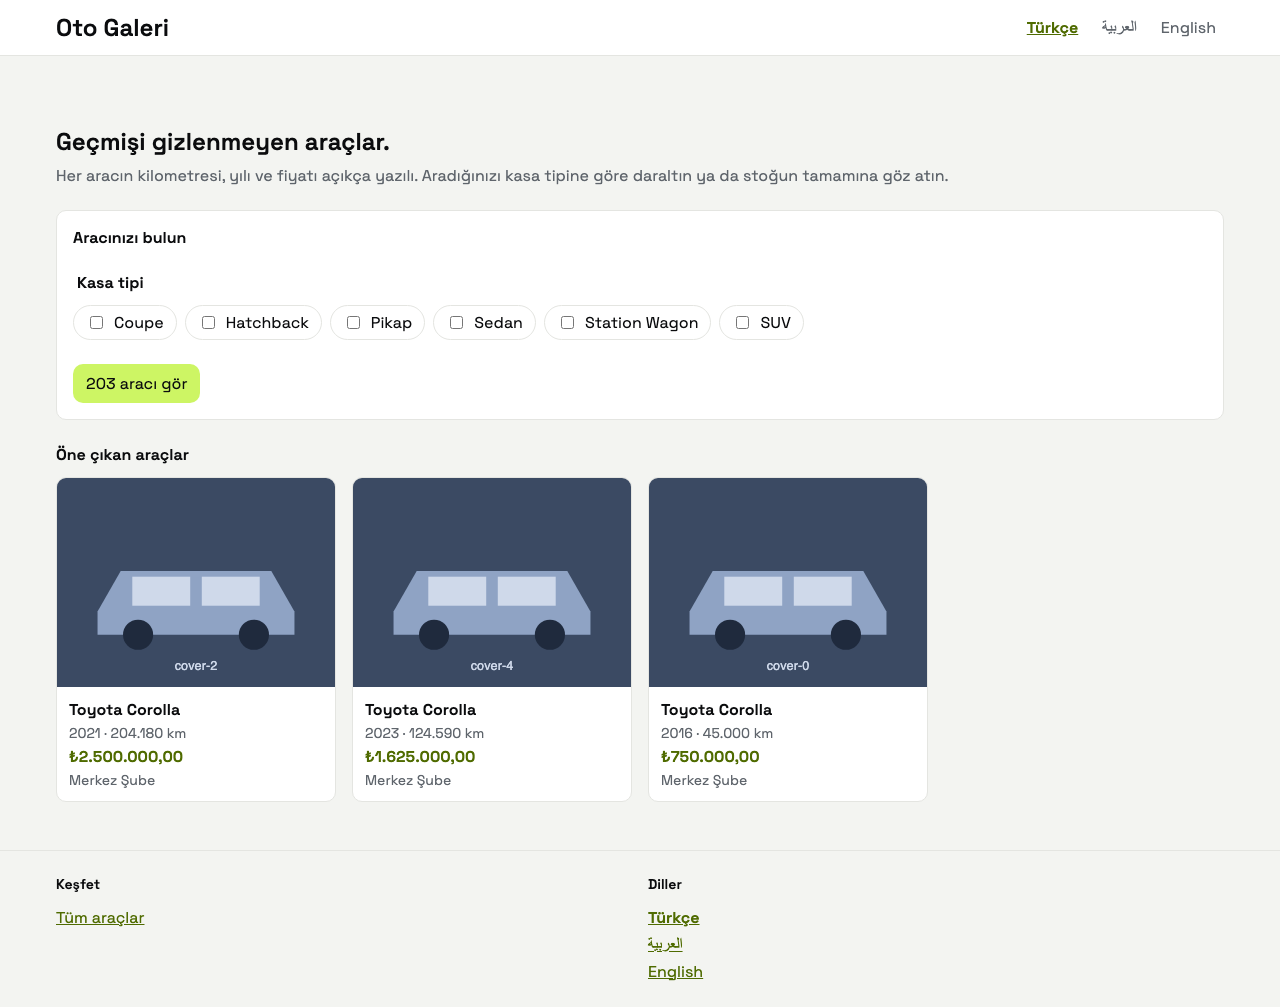 Oto Galeri
Türkçe العربية English
Geçmişi gizlenmeyen araçlar.
Her aracın kilometresi, yılı ve fiyatı açıkça yazılı. Aradığınızı kasa tipine göre daraltın ya da stoğun tamamına göz atın.
Aracınızı bulun
Kasa tipi
Coupe Hatchback Pikap Sedan Station Wagon SUV
203 aracı gör
Öne çıkan araçlar
cover-2
Toyota Corolla
2021 · 204.180 km
₺2.500.000,00
Merkez Şube
cover-4
Toyota Corolla
2023 · 124.590 km
₺1.625.000,00
Merkez Şube
cover-0
Toyota Corolla
2016 · 45.000 km
₺750.000,00
Merkez Şube
Keşfet
Tüm araçlar
Diller
Türkçe
العربية
English